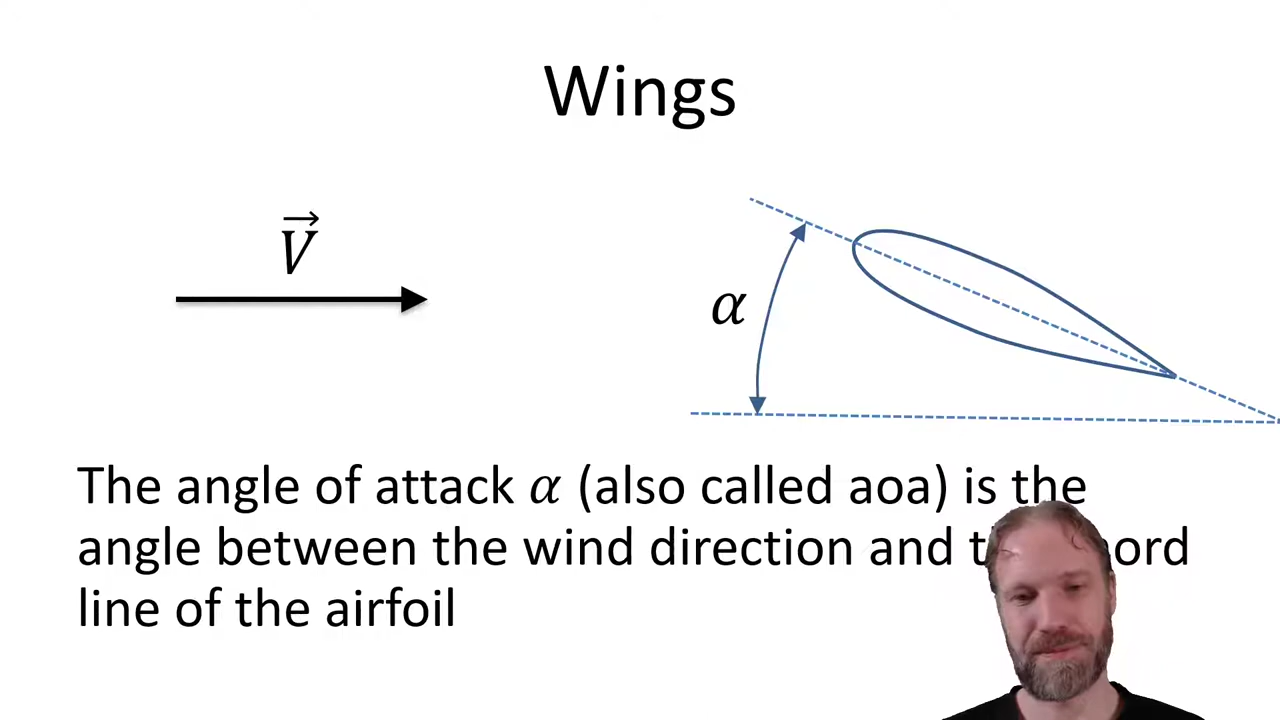 Wings
V⃗
α
The angle of attack α (also called aoa) is the
angle between the wind direction and
line of the airfoil